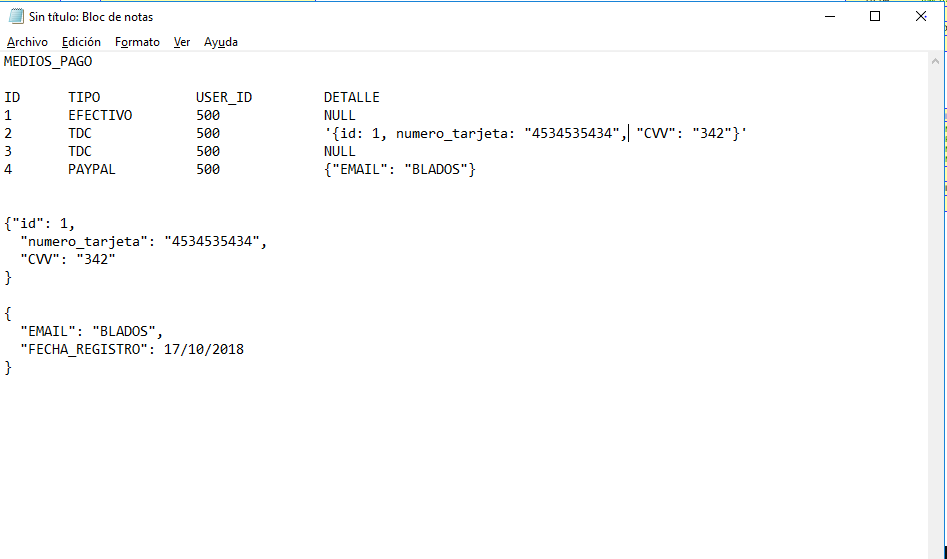 Sin título: Bloc de notas
Archivo Edición Formato Ver Ayuda
MEDIOS_PAGO
ID TIPO USER_ID DETALLE
1 EFECTIVO 500 NULL
2 TDC 500 '{id: 1, numero_tarjeta: "4534535434", "CVV": "342"}'
3 TDC 500 NULL
4 PAYPAL 500 {"EMAIL": "BLADOS"}
{"id": 1,
"numero_tarjeta": "4534535434",
"CVV": "342"
}
{
"EMAIL": "BLADOS",
"FECHA_REGISTRO": 17/10/2018
}